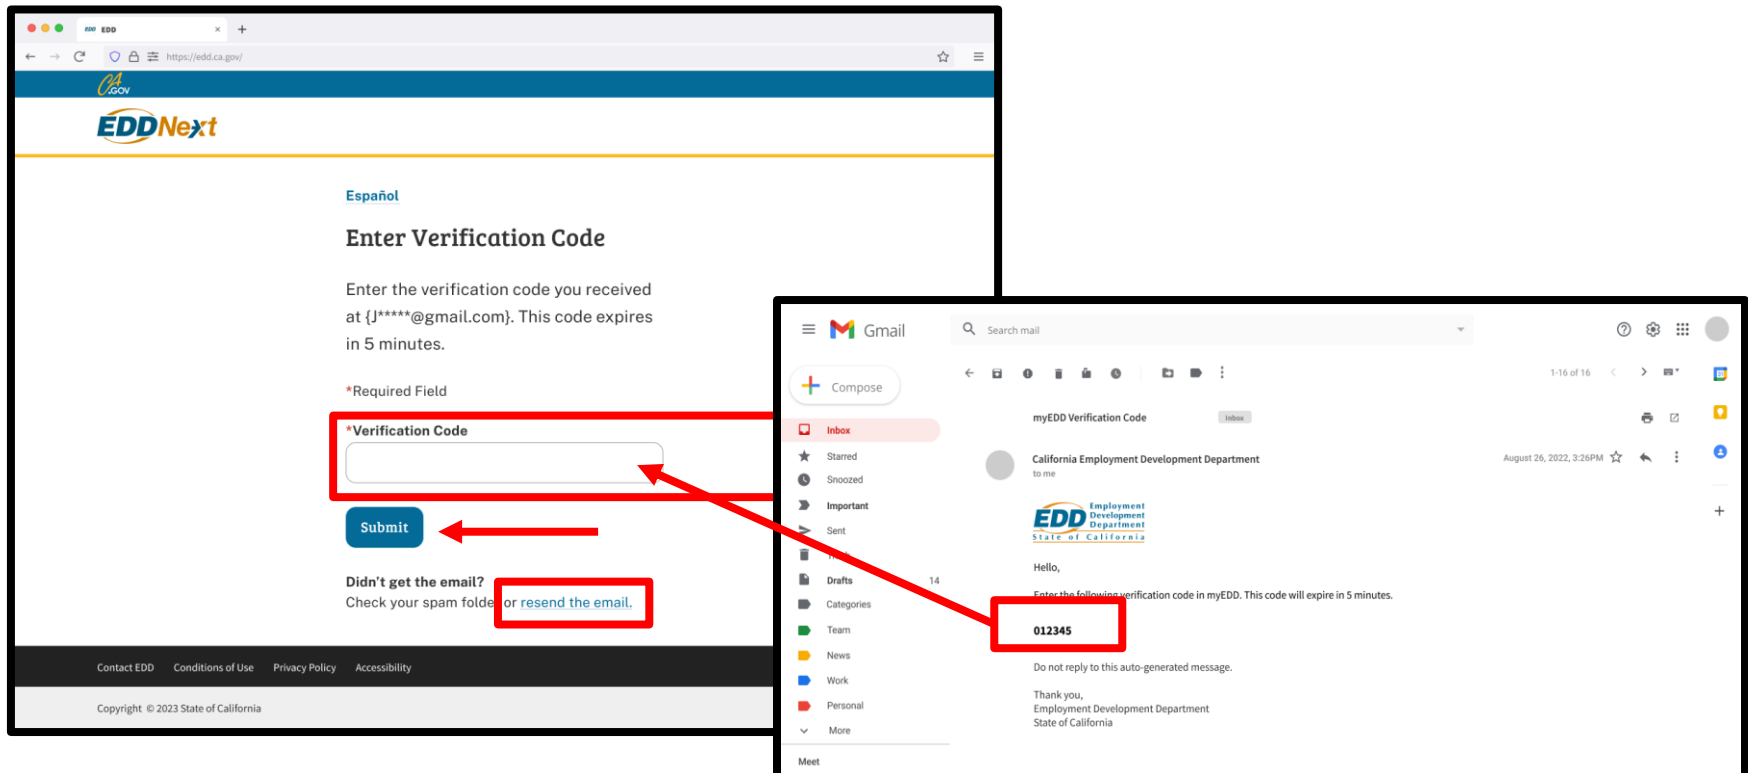 EDD EDD
https://edd.ca.gov/
CA
.GOV
EDDNext
Español
Enter Verification Code
Enter the verification code you received
at {J*****@gmail.com}. This code expires
in 5 minutes.
*Required Field
*Verification Code
Submit
Didn't get the email?
Check your spam folder or resend the email.
Contact EDD Conditions of Use Privacy Policy Accessibility
Copyright © 2023 State of California
Gmail
Search mail
Compose
1-16 of 16
Inbox
Starred
Snoozed
Important
Sent
Drafts 14
Categories
Team
News
Work
Personal
More
Meet
myEDD Verification Code Inbox
California Employment Development Department August 26, 2022, 3:26PM
to me
EDD Employment
Development
Department
State of California
Hello,
Enter the following verification code in myEDD. This code will expire in 5 minutes.
012345
Do not reply to this auto-generated message.
Thank you,
Employment Development Department
State of California